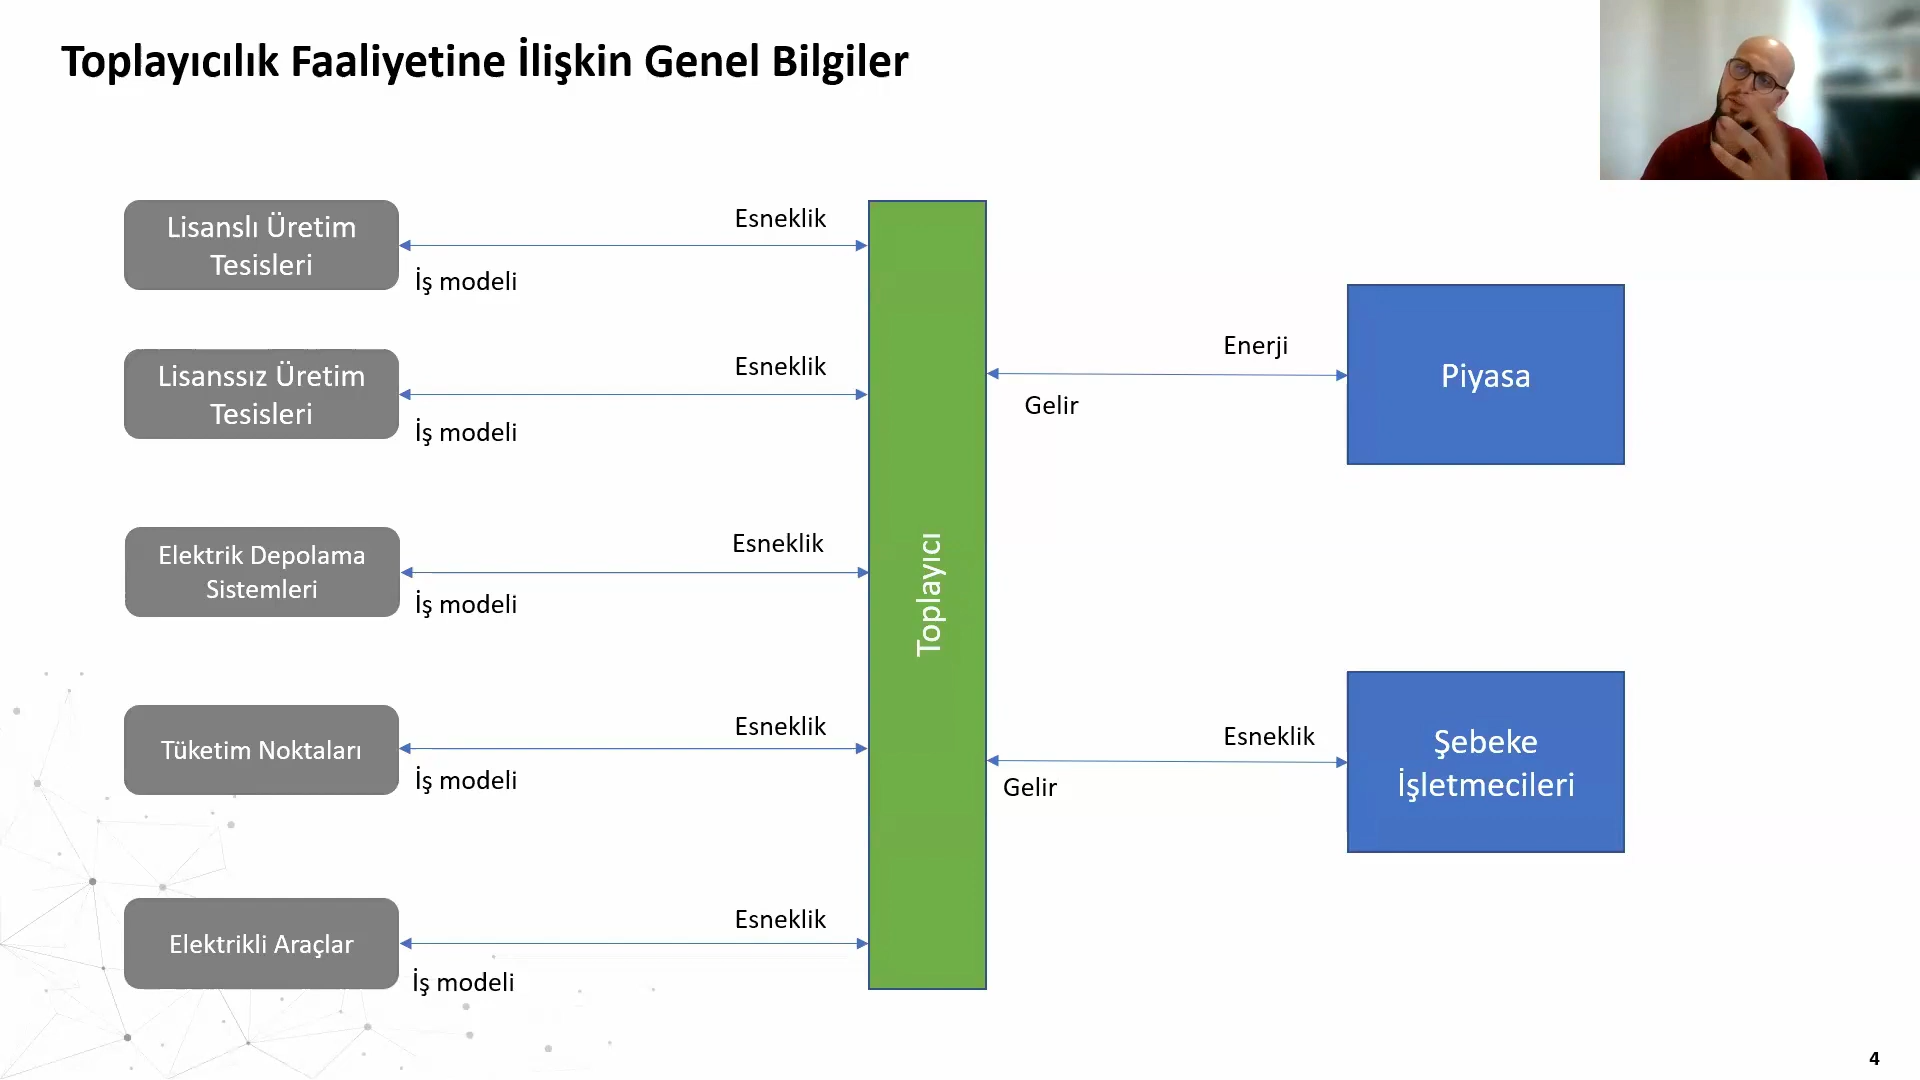 Toplayıcılık Faaliyetine İlişkin Genel Bilgiler
Lisanslı Üretim
Tesisleri
Esneklik
İş modeli
Lisanssız Üretim
Tesisleri
Esneklik
İş modeli
Elektrik Depolama
Sistemleri
Esneklik
İş modeli
Tüketim Noktaları
Esneklik
İş modeli
Elektrikli Araçlar
Esneklik
İş modeli
Toplayıcı
Enerji
Gelir
Piyasa
Esneklik
Gelir
Şebeke
İşletmecileri
4